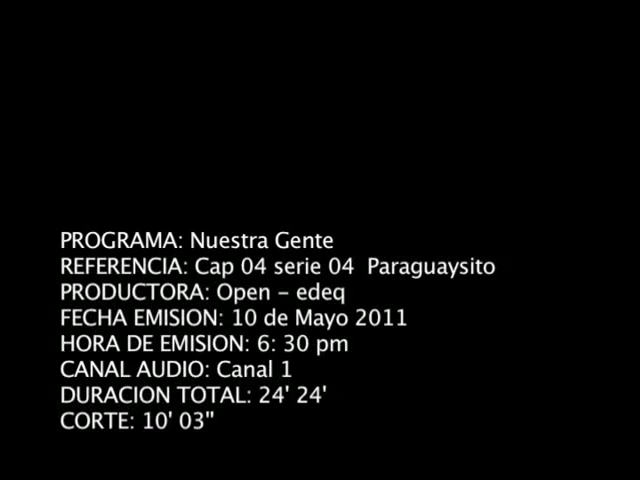 PROGRAMA: Nuestra Gente
REFERENCIA: Cap 04 serie 04  Paraguaysito
PRODUCTORA: Open - edeq
FECHA EMISION: 10 de Mayo 2011
HORA DE EMISION: 6: 30 pm
CANAL AUDIO: Canal 1
DURACION TOTAL: 24' 24'
CORTE: 10' 03"